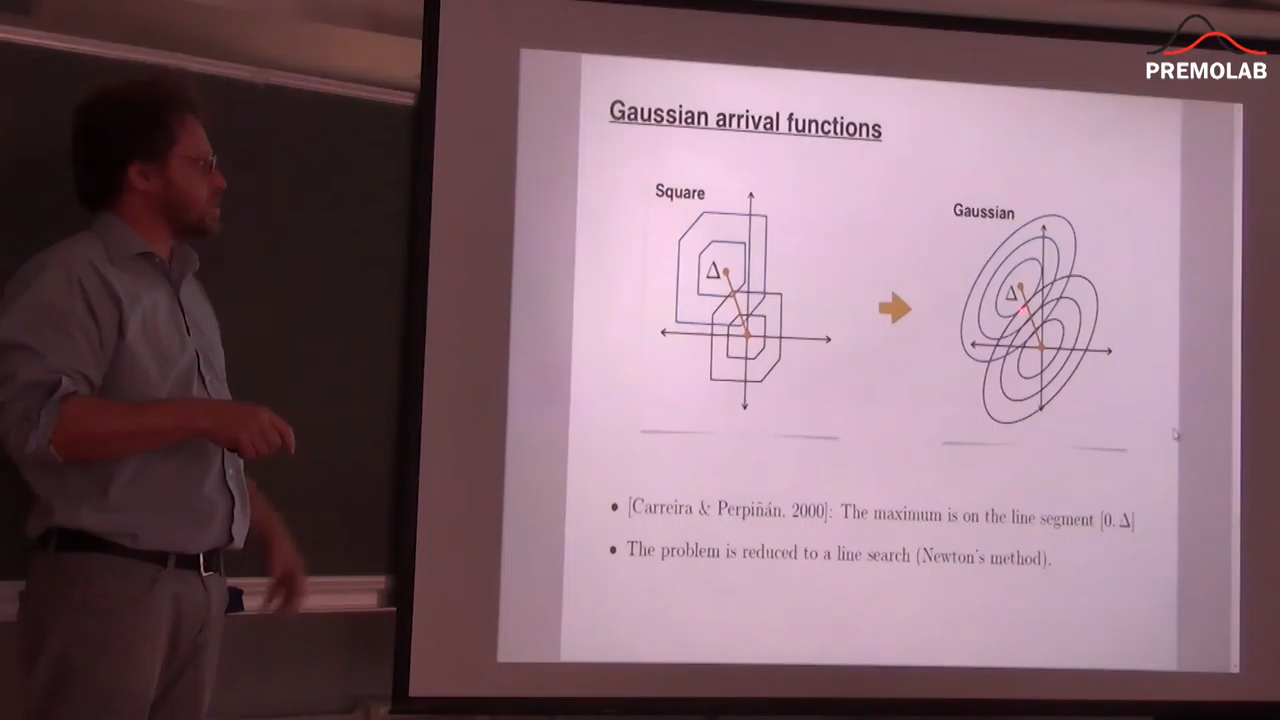 PREMOLAB
Gaussian arrival functions
Square
Gaussian
Δ
Δ
• [Carreira & Perpiñán, 2000]: The maximum is on the line segment [0, Δ]
• The problem is reduced to a line search (Newton's method).